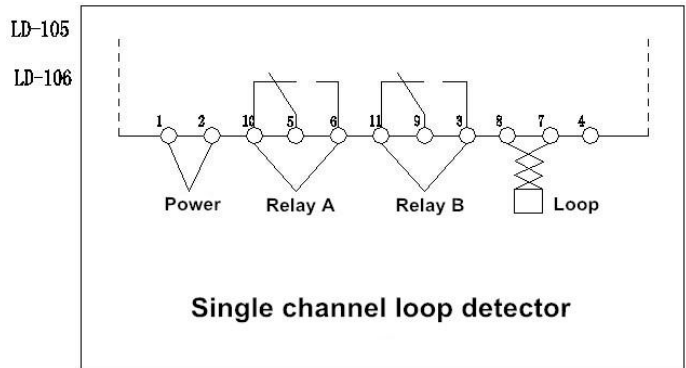 LD-105
LD-106
1 2 10 5 6 11 9 3 8 7 4
Power Relay A Relay B Loop
Single channel loop detector